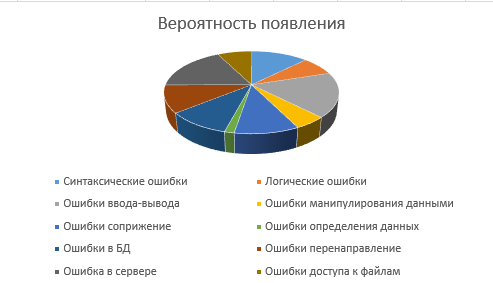 Вероятность появления
Синтаксические ошибки
Логические ошибки
Ошибки ввода-вывода
Ошибки манипулирования данными
Ошибки соприжение
Ошибки определения данных
Ошибки в БД
Ошибки перенаправление
Ошибка в сервере
Ошибки доступа к файлам